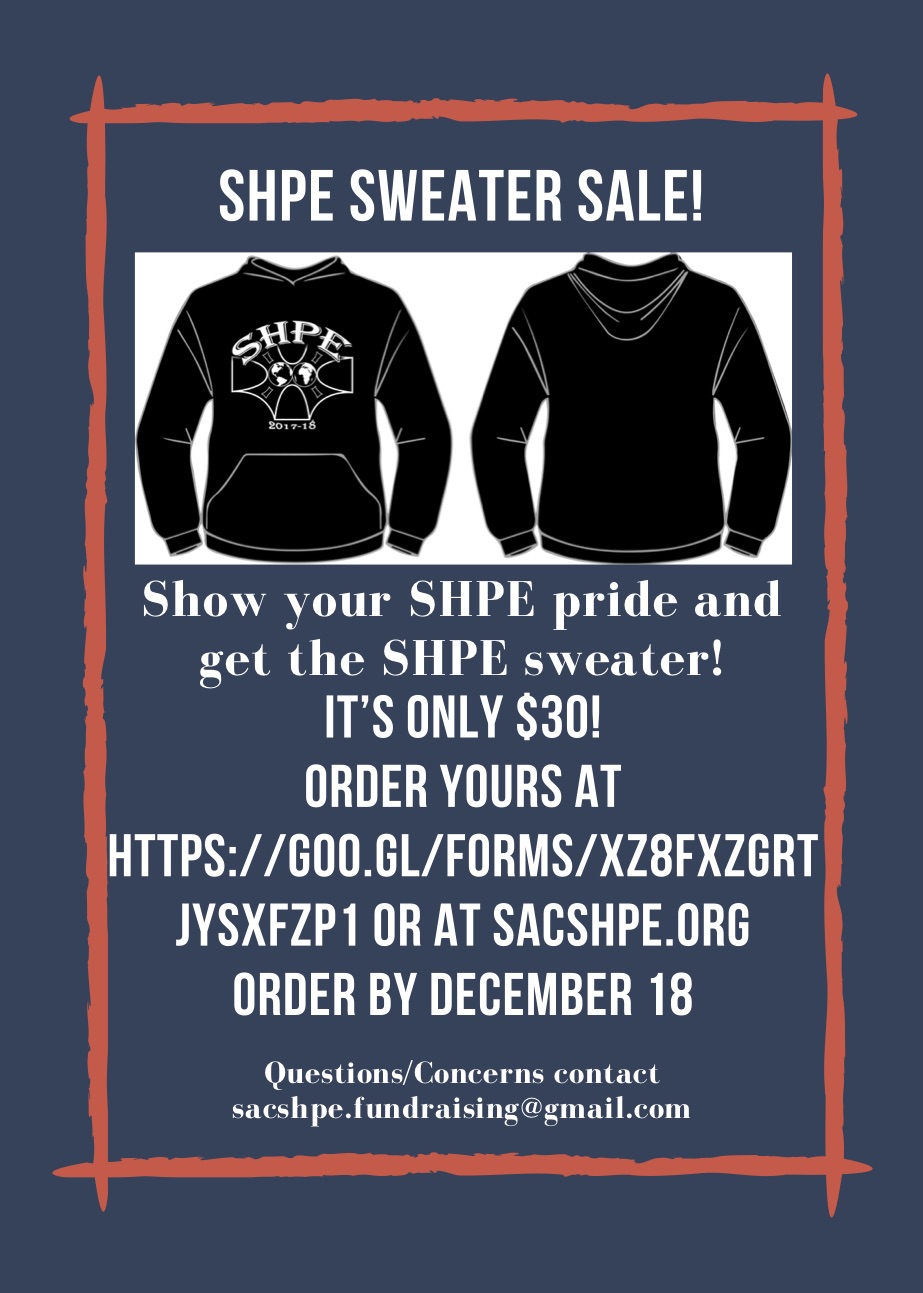 SHPE SWEATER SALE!
SHPE
2017-18
Show your SHPE pride and
get the SHPE sweater!
IT'S ONLY $30!
ORDER YOURS AT
HTTPS://GOO.GL/FORMS/XZ8FXZGRT
JYSXFZP1 OR AT SACSHPE.ORG
ORDER BY DECEMBER 18
Questions/Concerns contact
sacshpe.fundraising@gmail.com